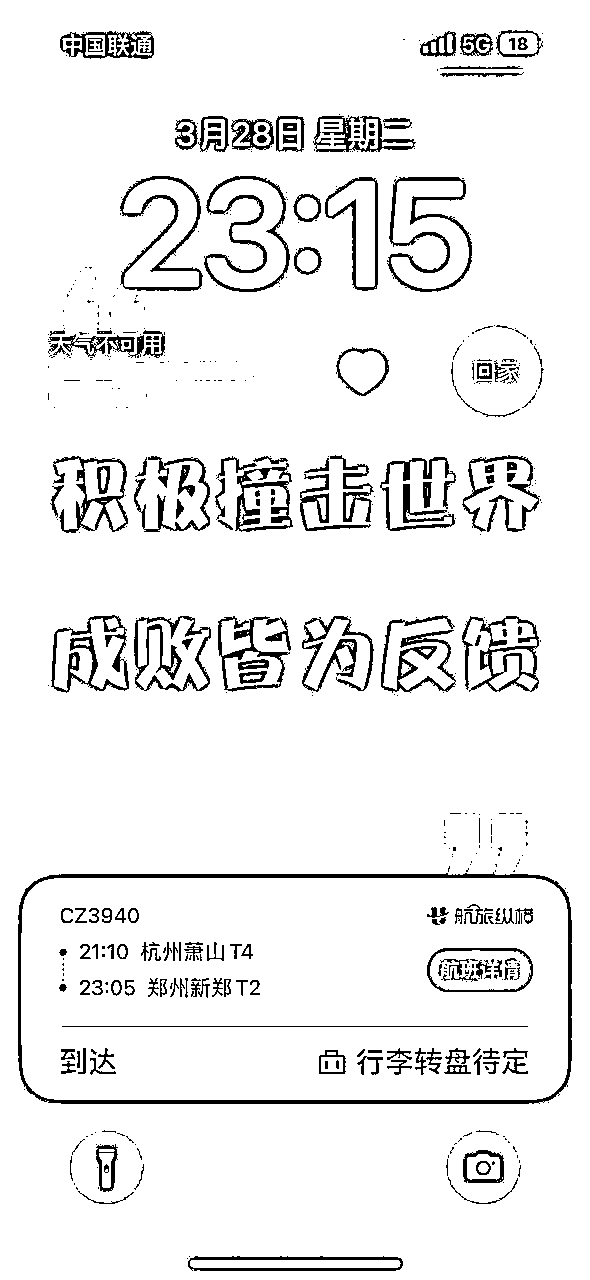 中国联通 5G 18
3月28日 星期二
23:15
天气不可用
回家
积极撞击世界
成败皆为反馈
CZ3940 航旅纵横
21:10 杭州萧山T4
23:05 郑州新郑T2
航班详情
到达 行李转盘待定